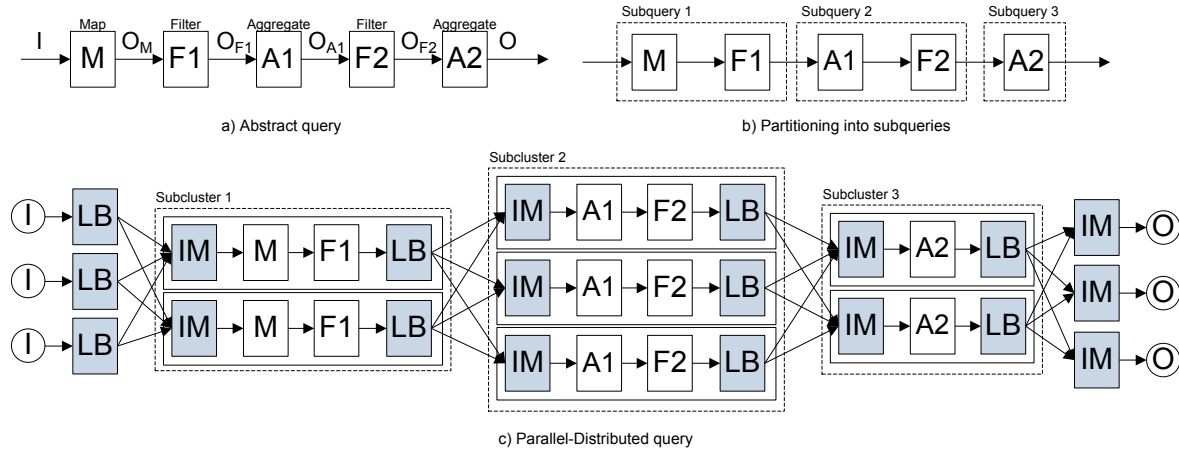 Map Filter Aggregate Filter Aggregate
I O_M O_F1 O_A1 O_F2 O
M F1 A1 F2 A2
a) Abstract query
Subquery 1 Subquery 2 Subquery 3
M F1 A1 F2 A2
b) Partitioning into subqueries
Subcluster 1
Subcluster 2
Subcluster 3
I LB
I LB
I LB
IM M F1 LB
IM M F1 LB
IM A1 F2 LB
IM A1 F2 LB
IM A1 F2 LB
IM A2 LB
IM A2 LB
IM O
IM O
IM O
c) Parallel-Distributed query